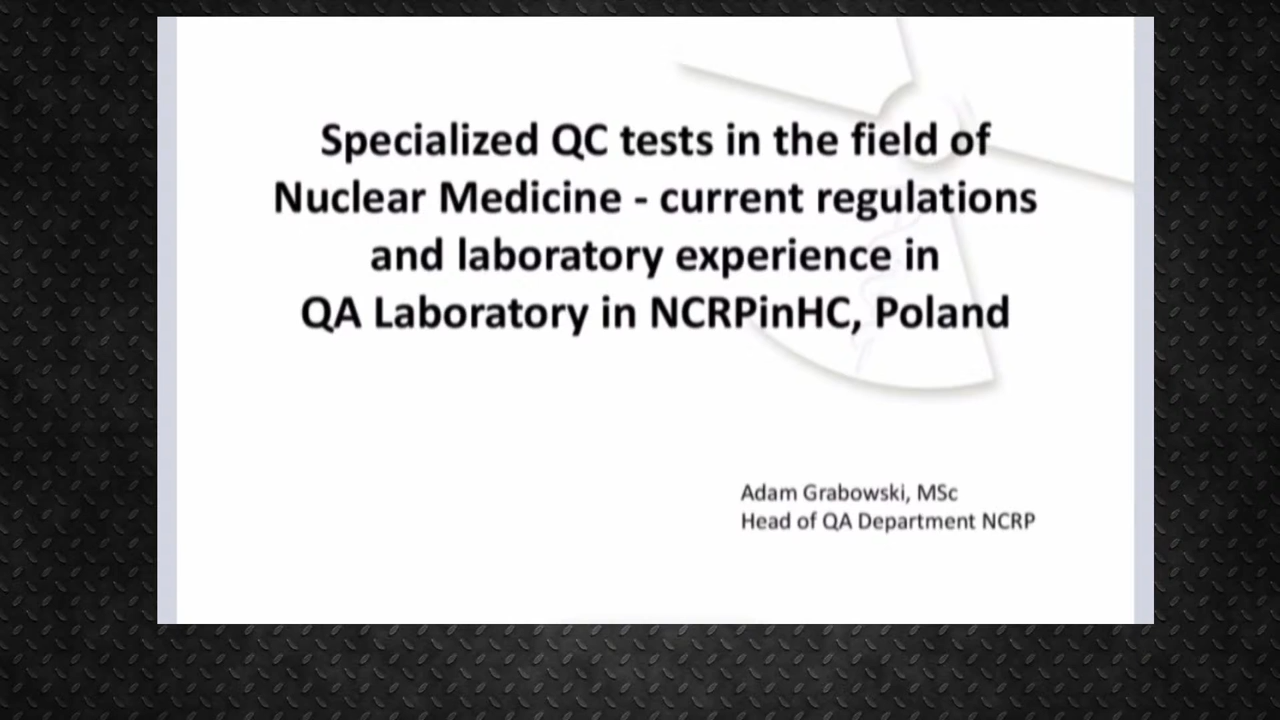 Specialized QC tests in the field of
Nuclear Medicine - current regulations
and laboratory experience in
QA Laboratory in NCRPinHC, Poland
Adam Grabowski, MSc
Head of QA Department NCRP